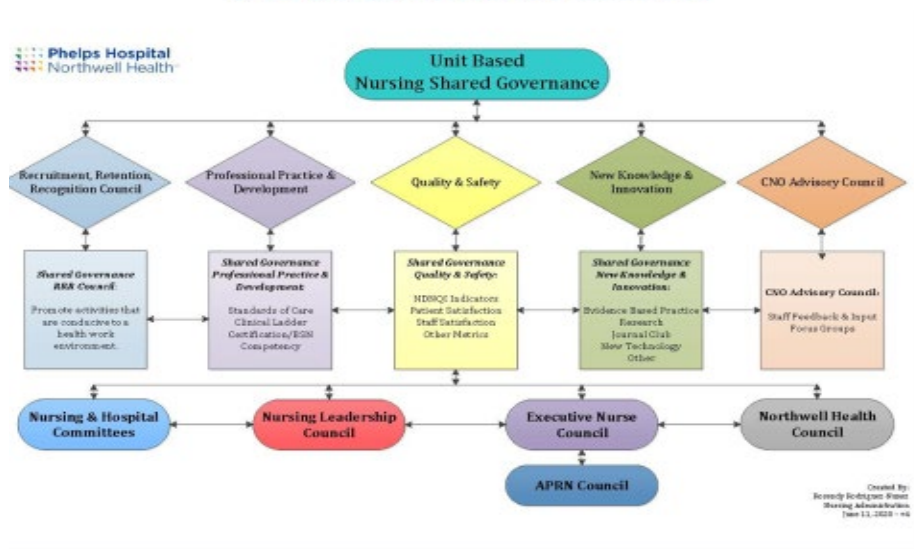 Phelps Hospital
Northwell Health
Unit Based
Nursing Shared Governance
Recruitment, Retention,
Recognition Council
Professional Practice &
Development
Quality & Safety
New Knowledge &
Innovation
CNO Advisory Council
Shared Governance
RRR Council:
Promote activities that
are conducive to a
health work
environment.
Shared Governance
Professional Practice &
Development:
Standards of Care
Clinical Ladder
Certification/BSN
Competency
Shared Governance
Quality & Safety:
NDNQI Indicators
Patient Satisfaction
Staff Satisfaction
Other Metrics
Shared Governance
New Knowledge &
Innovation:
Evidence Based Practice
Research
Journal Club
New Technology
Other
CNO Advisory Council:
Staff Feedback & Input
Focus Groups
Nursing & Hospital
Committees
Nursing Leadership
Council
Executive Nurse
Council
Northwell Health
Council
APRN Council
Created By:
Rodriguez
Nursing Administration
June 11, 2020 - v4